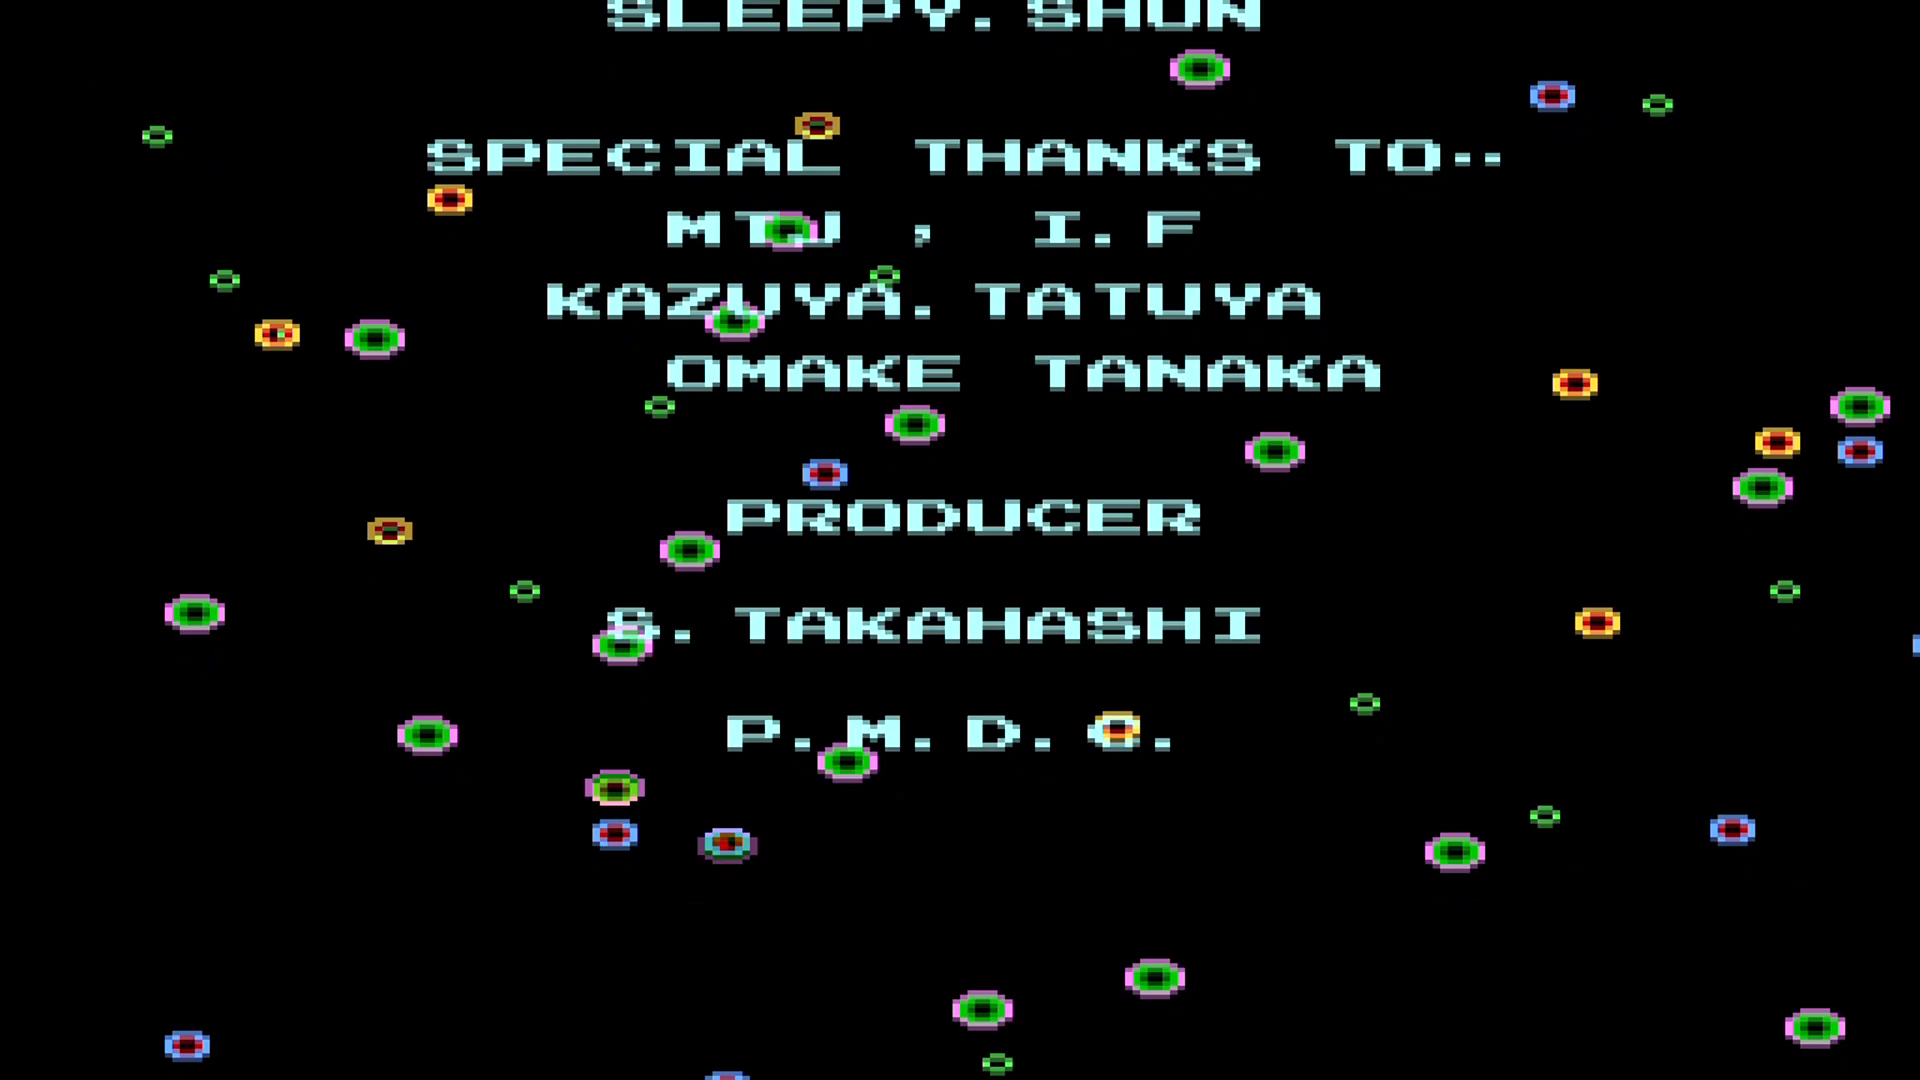 SLEEPY. SHUN
SPECIAL THANKS TO--
MTJ , I. F
KAZUYA. TATUYA
OMAKE TANAKA
PRODUCER
S. TAKAHASHI
P. M. D. G.